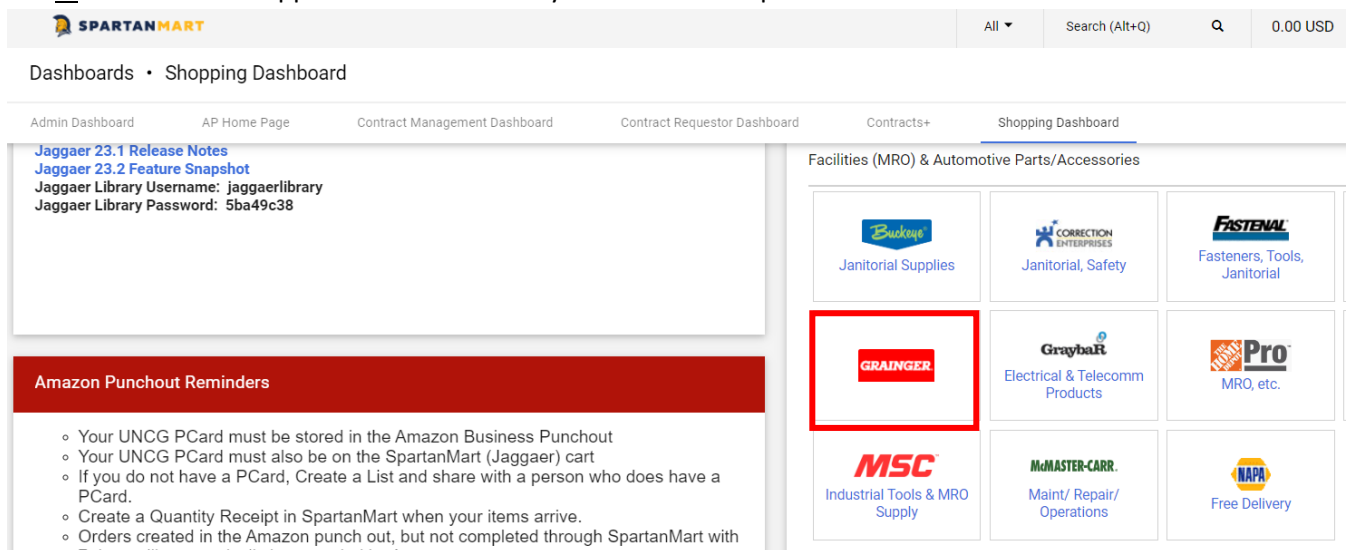 SPARTANMART
All
Search (Alt+Q)
0.00 USD
Dashboards • Shopping Dashboard
Admin Dashboard
AP Home Page
Contract Management Dashboard
Contract Requestor Dashboard
Contracts+
Shopping Dashboard
Jaggaer 23.1 Release Notes
Jaggaer 23.2 Feature Snapshot
Jaggaer Library Username: jaggaerlibrary
Jaggaer Library Password: 5ba49c38
Amazon Punchout Reminders
◦ Your UNCG PCard must be stored in the Amazon Business Punchout
◦ Your UNCG PCard must also be on the SpartanMart (Jaggaer) cart
◦ If you do not have a PCard, Create a List and share with a person who does have a
PCard.
◦ Create a Quantity Receipt in SpartanMart when your items arrive.
◦ Orders created in the Amazon punch out, but not completed through SpartanMart with
Facilities (MRO) & Automotive Parts/Accessories
Buckeye
Janitorial Supplies
CORRECTION
ENTERPRISES
Janitorial, Safety
FASTENAL
Fasteners, Tools,
Janitorial
GRAINGER
GraybaR
Electrical & Telecomm
Products
THE HOME DEPOT Pro
MRO, etc.
MSC
Industrial Tools & MRO
Supply
McMASTER-CARR.
Maint/ Repair/
Operations
NAPA
Free Delivery